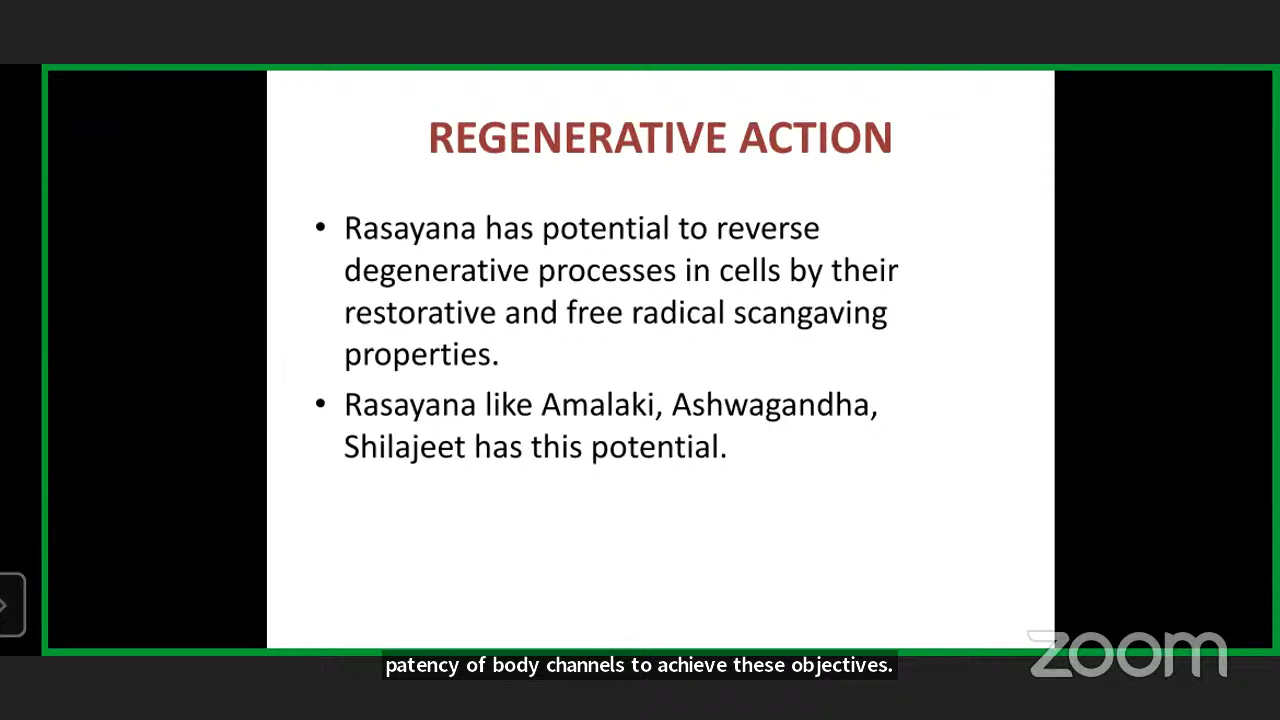 REGENERATIVE ACTION
• Rasayana has potential to reverse
degenerative processes in cells by their
restorative and free radical scangaving
properties.
• Rasayana like Amalaki, Ashwagandha,
Shilajeet has this potential.
patency of body channels to achieve these objectives.
zoom